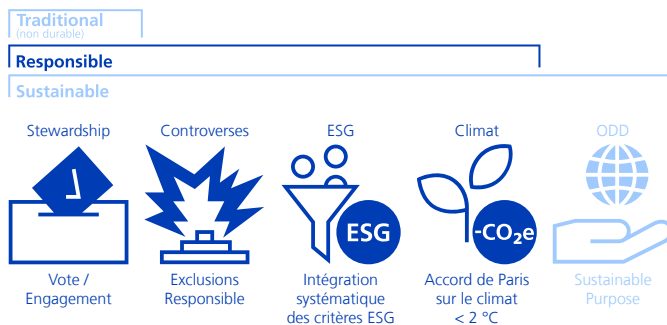 Traditional
(non durable)
Responsible
Sustainable
Stewardship
Controverses
ESG
Climat
ODD
ESG
-CO₂e
Vote /
Engagement
Exclusions
Responsible
Intégration
systématique
des critères ESG
Accord de Paris
sur le climat
< 2 °C
Sustainable
Purpose